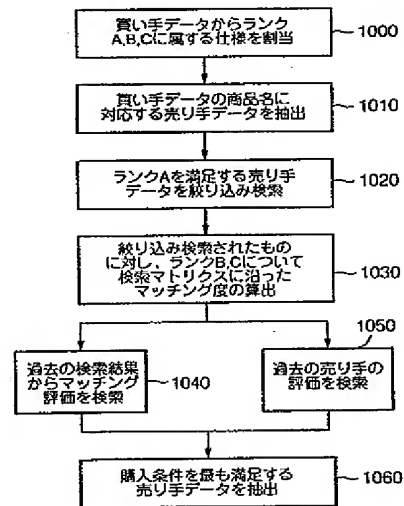 買い手データからランク
A,B,Cに属する仕様を割当
1000
買い手データの商品名に
対応する売り手データを抽出
1010
ランクAを満足する売り手
データを絞り込み検索
1020
絞り込み検索されたもの
に対し、ランクB,Cについて
検索マトリクスに沿った
マッチング度の算出
1030
過去の検索結果
からマッチング
評価を検索
1040
1050
過去の売り手の
評価を検索
購入条件を最も満足する
売り手データを抽出
1060